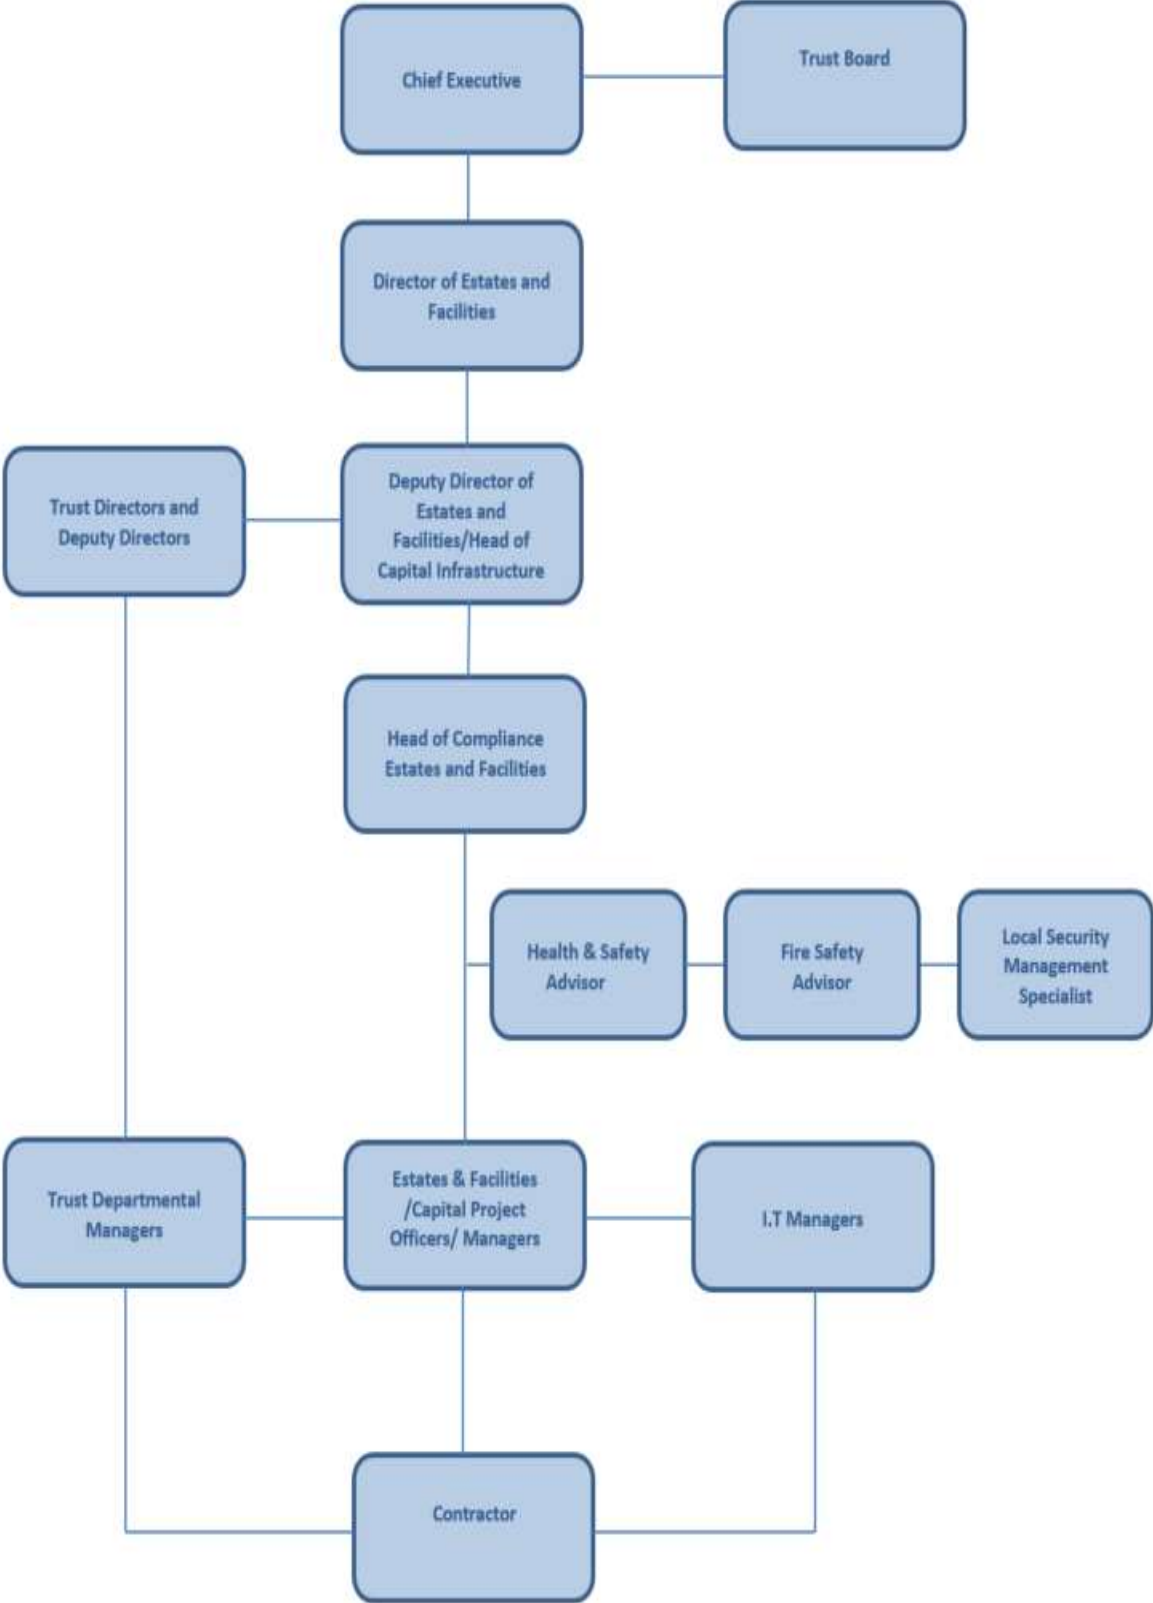 Chief Executive
Trust Board
Director of Estates and
Facilities
Trust Directors and
Deputy Directors
Deputy Director of
Estates and
Facilities/Head of
Capital Infrastructure
Head of Compliance
Estates and Facilities
Health & Safety
Advisor
Fire Safety
Advisor
Local Security
Management
Specialist
Trust Departmental
Managers
Estates & Facilities
/Capital Project
Officers/ Managers
I.T Managers
Contractor